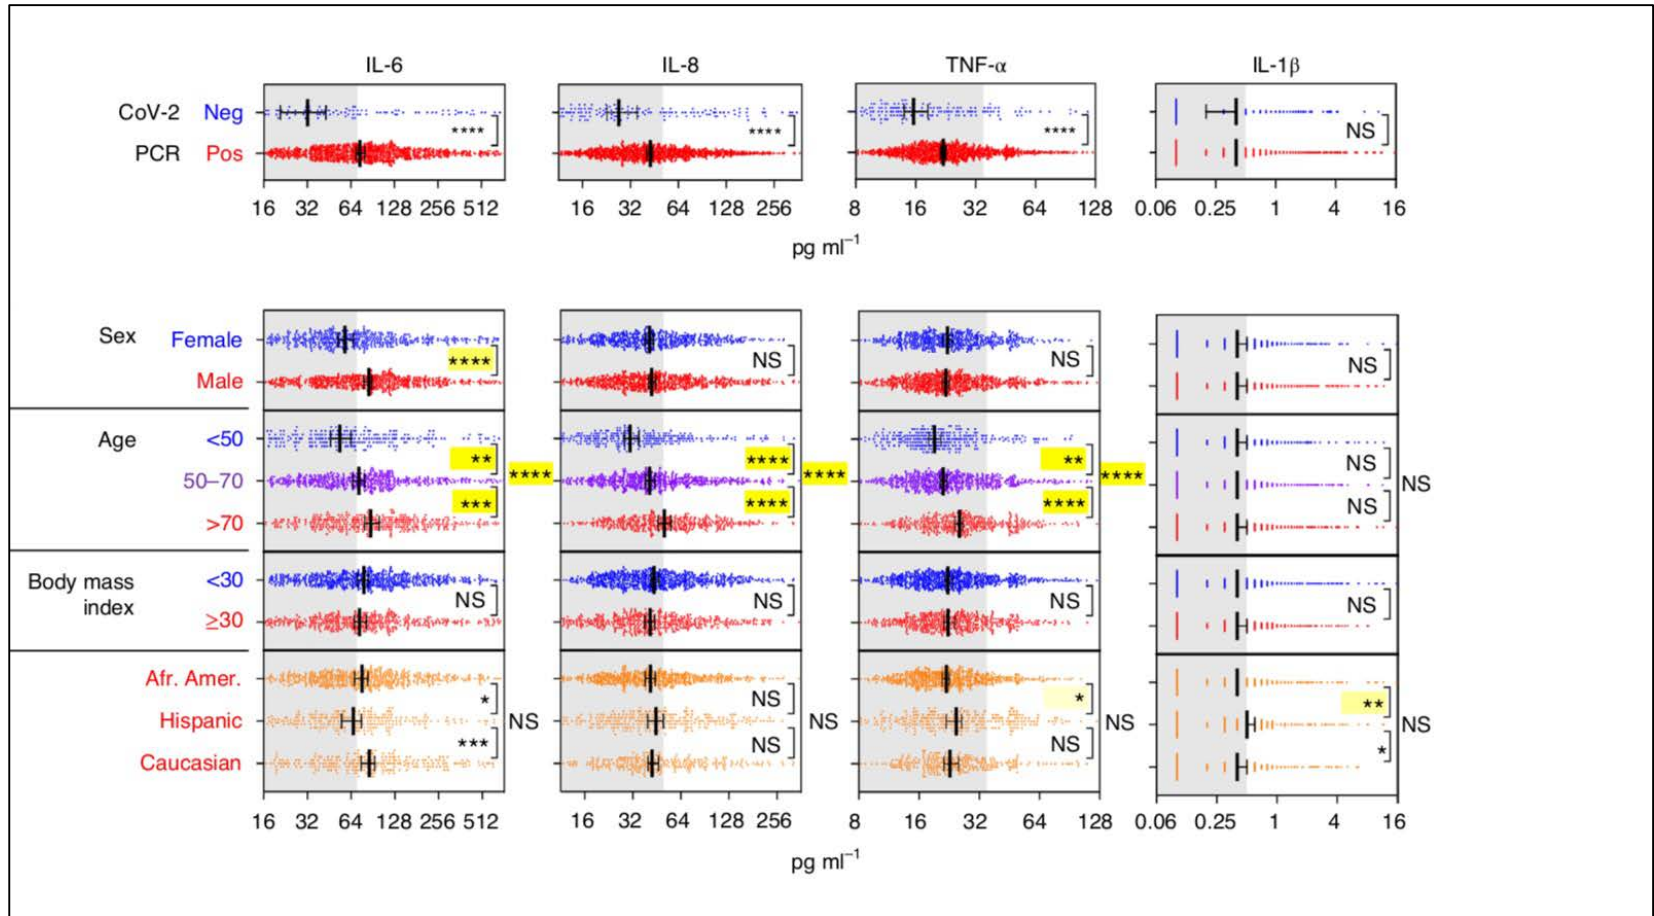 IL-6 IL-8 TNF-α IL-1β
CoV-2 Neg
**** **** **** NS
PCR Pos
16 32 64 128 256 512 16 32 64 128 256 8 16 32 64 128 0.06 0.25 1 4 16
pg ml⁻¹
Sex Female
**** NS NS NS
Male
Age <50
** **** ** NS
50–70 **** **** **** NS
*** **** **** NS
>70
Body mass index <30
NS NS NS NS
≥30
Afr. Amer.
* NS * **
Hispanic NS NS NS NS
*** NS NS *
Caucasian
16 32 64 128 256 512 16 32 64 128 256 8 16 32 64 128 0.06 0.25 1 4 16
pg ml⁻¹